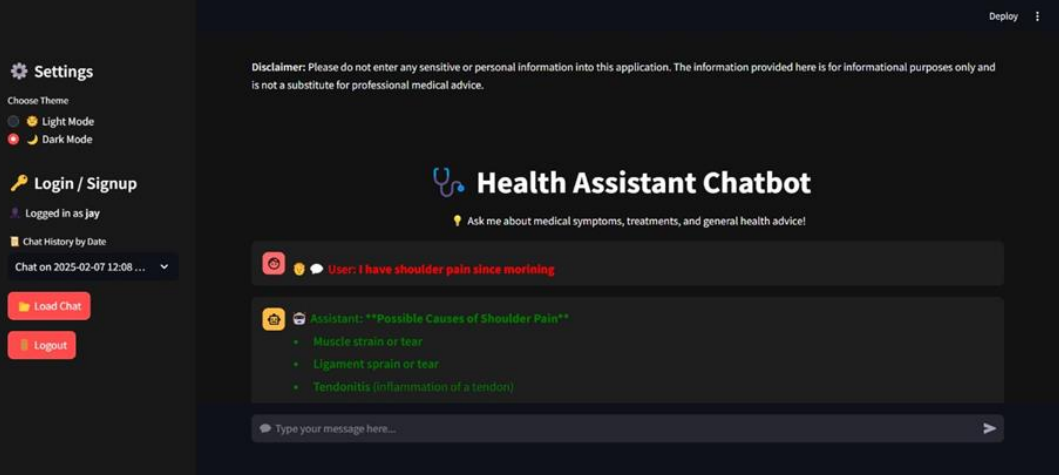 Deploy
Settings
Choose Theme
Light Mode
Dark Mode
Login / Signup
Logged in as jay
Chat History by Date
Chat on 2025-02-07 12:08 ...
Load Chat
Logout
Disclaimer: Please do not enter any sensitive or personal information into this application. The information provided here is for informational purposes only and
is not a substitute for professional medical advice.
Health Assistant Chatbot
Ask me about medical symptoms, treatments, and general health advice!
User: I have shoulder pain since morining
Assistant: **Possible Causes of Shoulder Pain**
• Muscle strain or tear
• Ligament sprain or tear
• Tendonitis (inflammation of a tendon)
Type your message here...